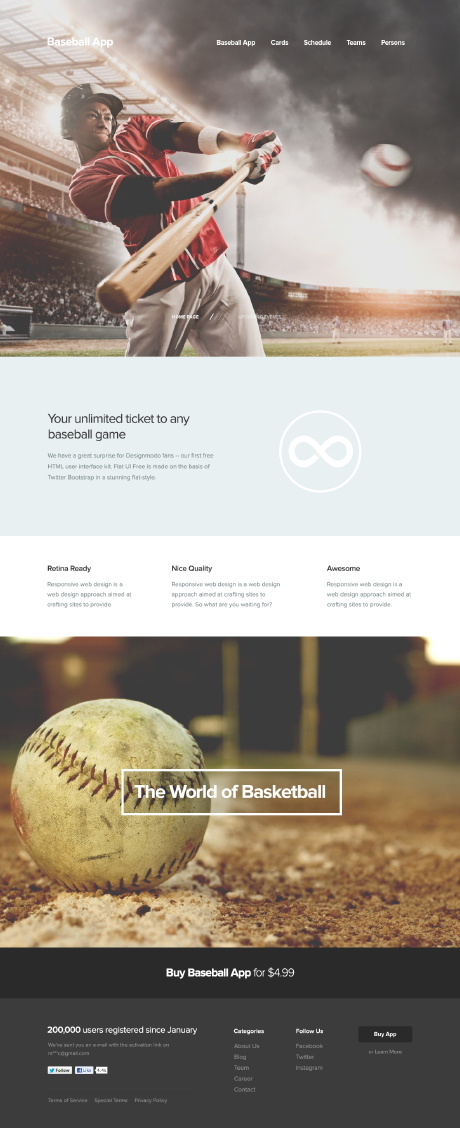 Baseball App
Baseball App Cards Schedule Teams Persons
HOME PAGE /
Your unlimited ticket to any
baseball game
We have a great surprise for Designmodo fans – our first free
HTML user interface kit. Flat UI Free is made on the basis of
Twitter Bootstrap in a stunning flat-style.
Retina Ready
Responsive web design is a
web design approach aimed at
crafting sites to provide.
Nice Quality
Responsive web design is a web design
approach aimed at crafting sites to
provide. So what are you waiting for?
Awesome
Responsive web design is a
web design approach aimed at
crafting sites to provide.
The World of Basketball
Buy Baseball App for $4.99
200,000 users registered since January
We've sent you an e-mail with the activation link on
Follow Like 4.4k
Terms of Service Special Terms Privacy Policy
Categories
About Us
Blog
Team
Career
Contact
Follow Us
Facebook
Twitter
Instagram
Buy App
or Learn More